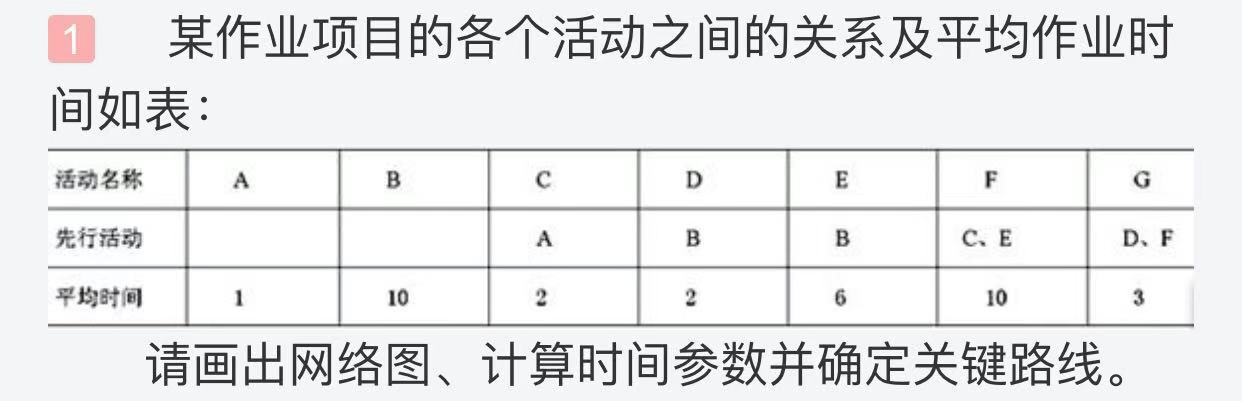 1 某作业项目的各个活动之间的关系及平均作业时
间如表：
活动名称 A B C D E F G
先行活动 A B B C、E D、F
平均时间 1 10 2 2 6 10 3
请画出网络图、计算时间参数并确定关键路线。